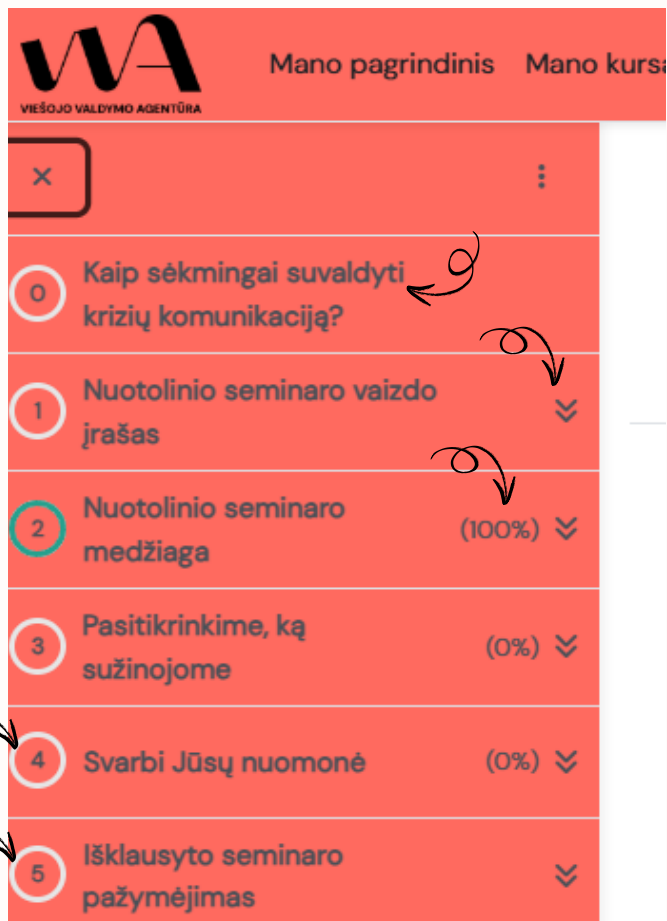 VIEŠOJO VALDYMO AGENTŪRA
Mano pagrindinis Mano kursa
0 Kaip sėkmingai suvaldyti
krizių komunikaciją?
1 Nuotolinio seminaro vaizdo
įrašas
2 Nuotolinio seminaro
medžiaga
(100%)
3 Pasitikrinkime, ką
sužinojome
(0%)
4 Svarbi Jūsų nuomonė (0%)
5 Išklausyto seminaro
pažymėjimas